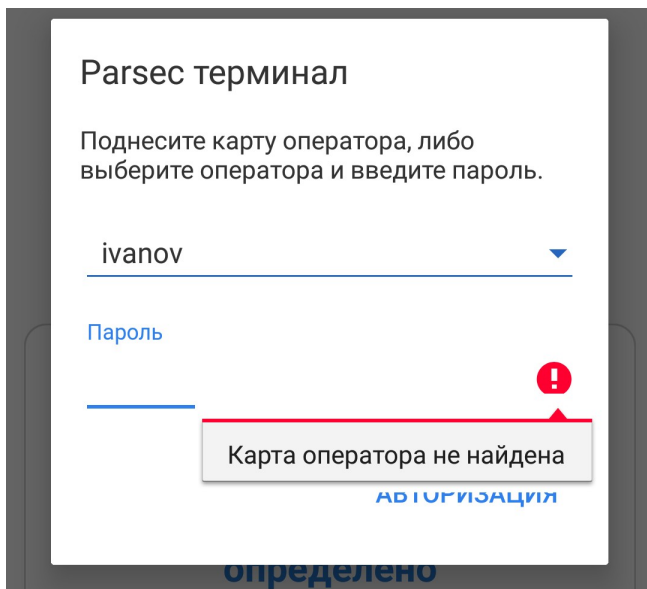 Parsec терминал
Поднесите карту оператора, либо
выберите оператора и введите пароль.
ivanov
Пароль
Карта оператора не найдена
АВТОРИЗАЦИЯ
определено